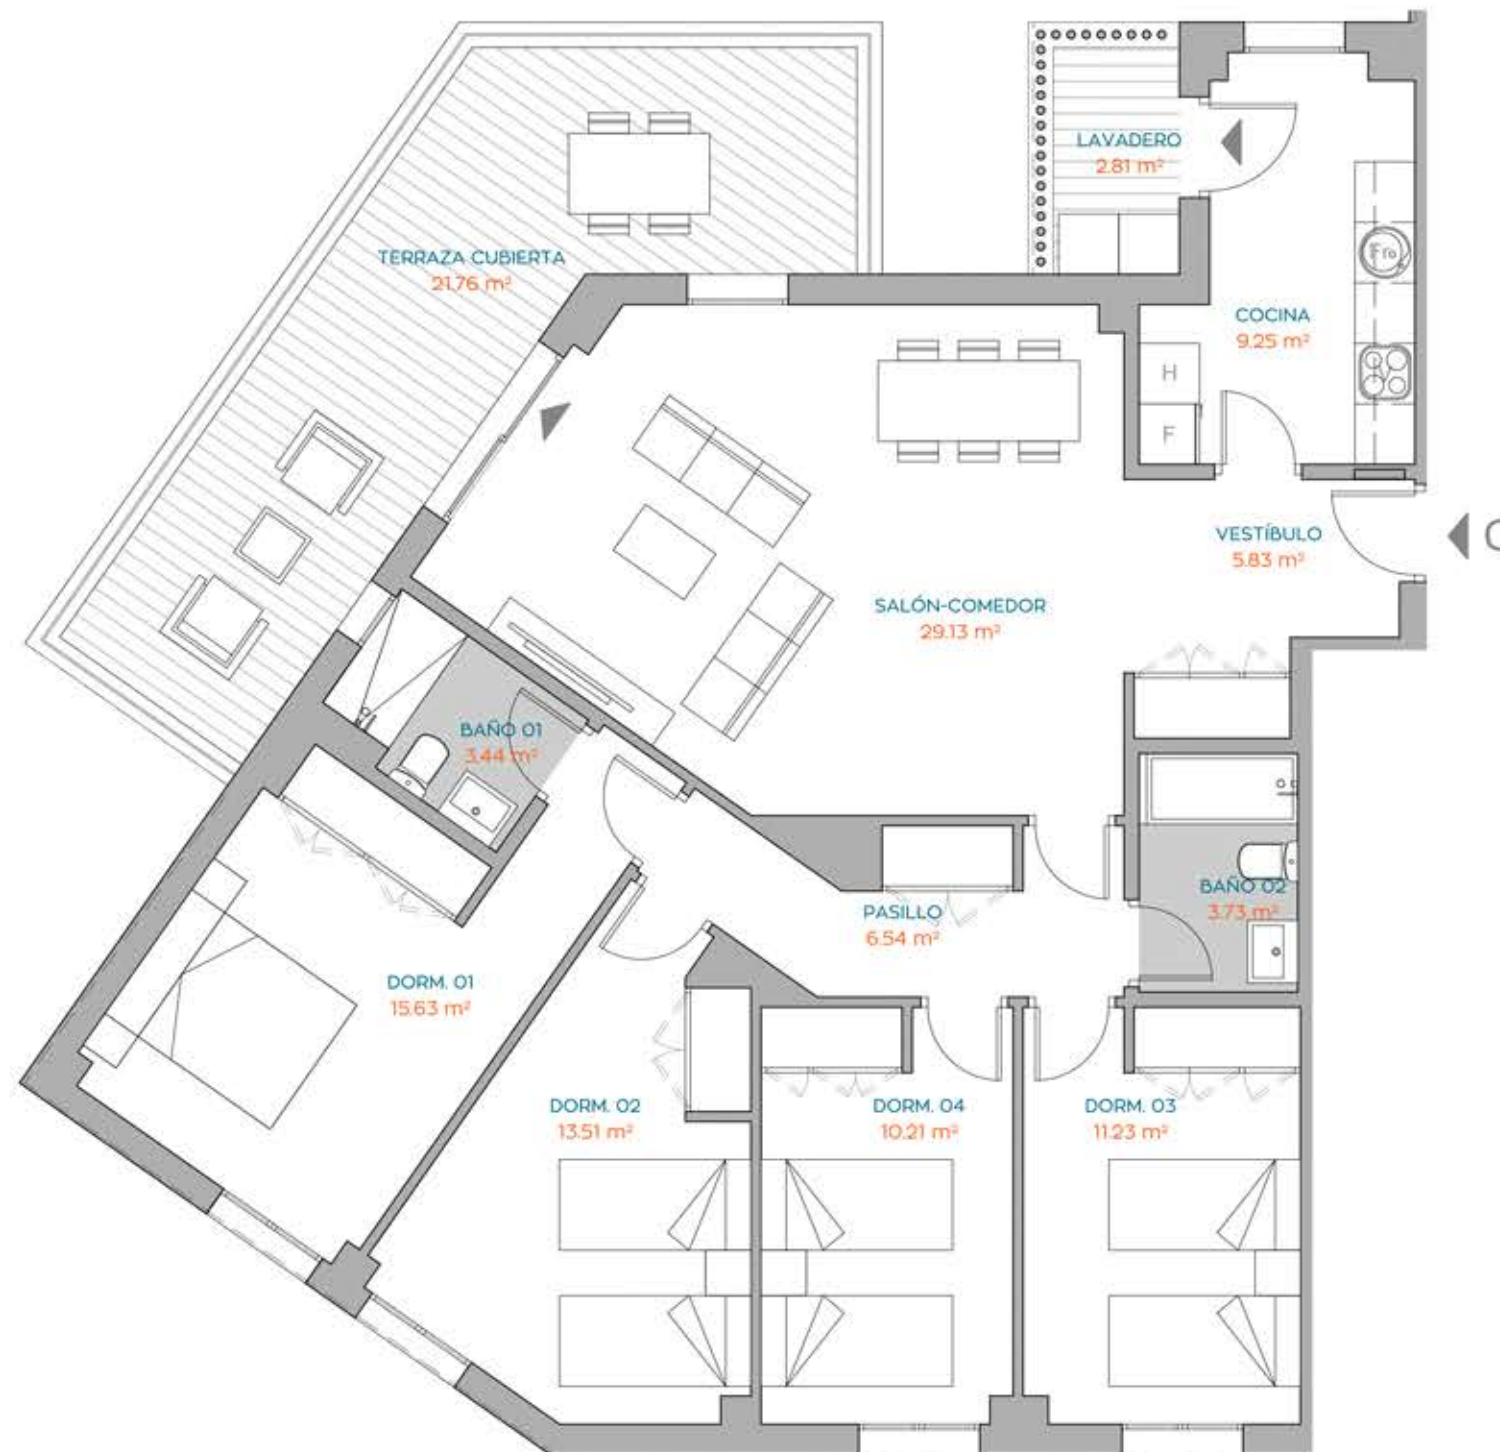 LAVADERO
2.81 m²
TERRAZA CUBIERTA
21.76 m²
Fro
COCINA
9.25 m²
H
F
VESTÍBULO
5.83 m²
C
SALÓN-COMEDOR
29.13 m²
BAÑO 01
3.44 m²
BAÑO 02
3.73 m²
PASILLO
6.54 m²
DORM. 01
15.63 m²
DORM. 02
13.51 m²
DORM. 04
10.21 m²
DORM. 03
11.23 m²